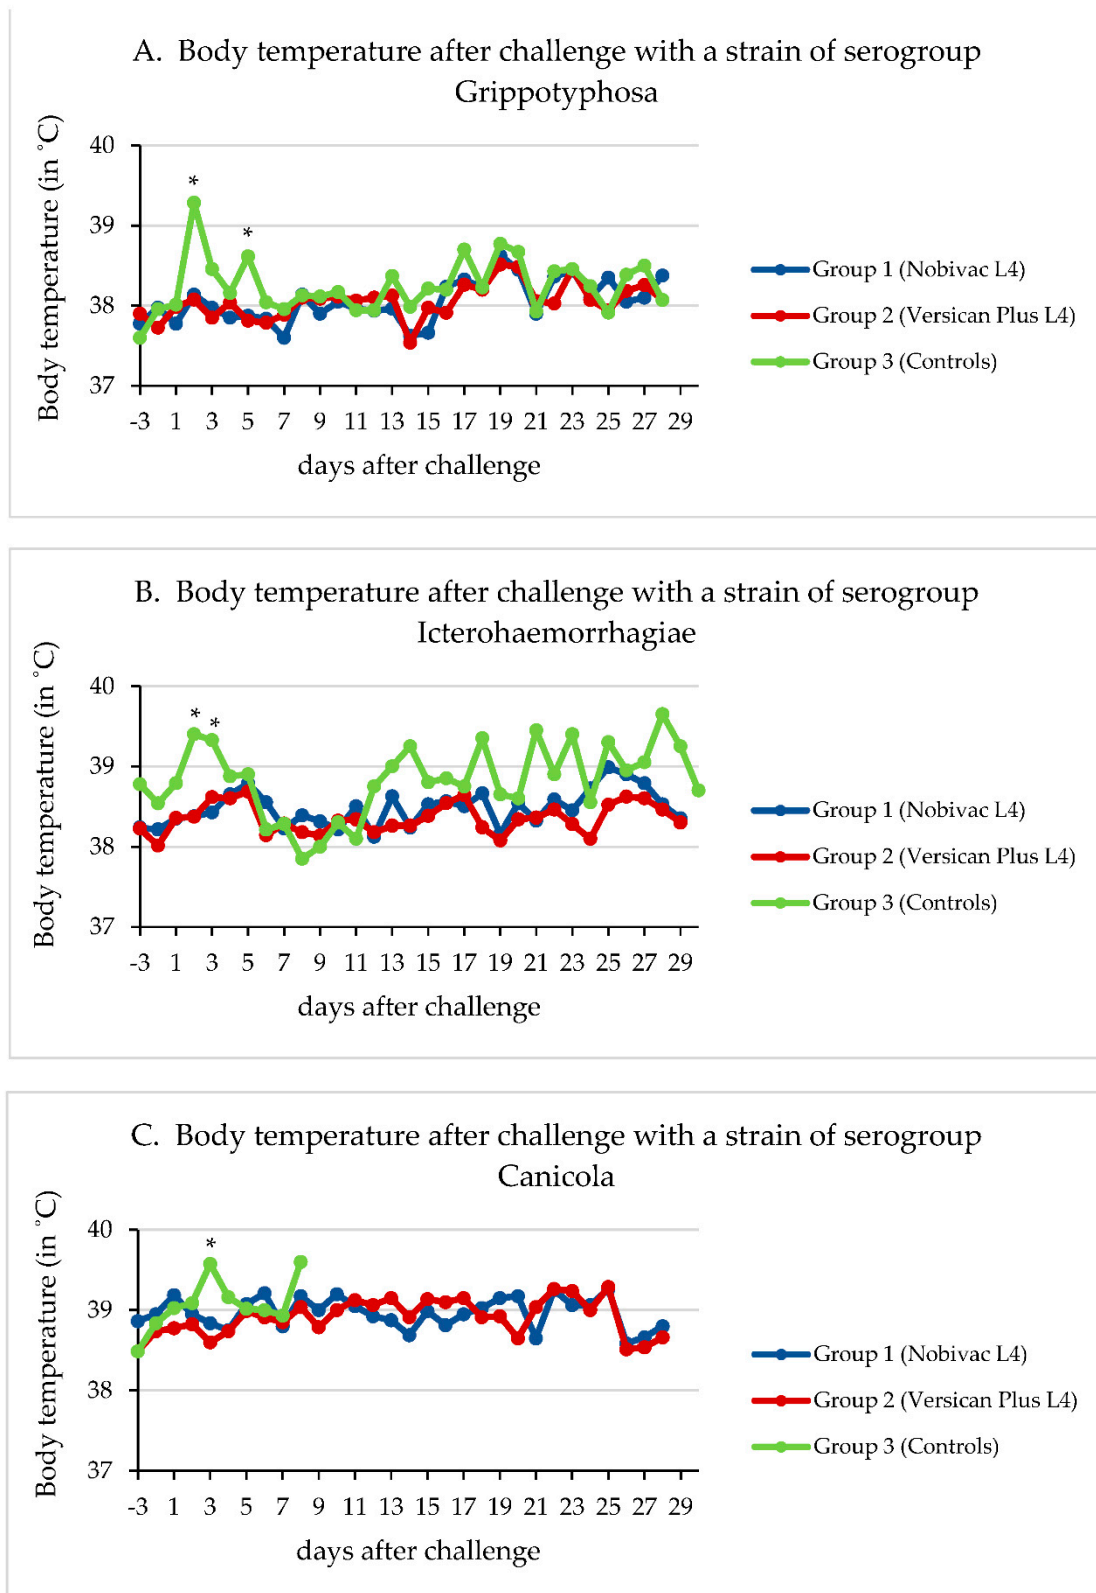 A. Body temperature after challenge with a strain of serogroup
Grippotyphosa
Body temperature (in ˚C)
40
39
38
37
* *
-3 1 3 5 7 9 11 13 15 17 19 21 23 25 27 29
days after challenge
Group 1 (Nobivac L4)
Group 2 (Versican Plus L4)
Group 3 (Controls)
B. Body temperature after challenge with a strain of serogroup
Icterohaemorrhagiae
Body temperature (in ˚C)
40
39
38
37
* *
-3 1 3 5 7 9 11 13 15 17 19 21 23 25 27 29
days after challenge
Group 1 (Nobivac L4)
Group 2 (Versican Plus L4)
Group 3 (Controls)
C. Body temperature after challenge with a strain of serogroup
Canicola
Body temperature (in ˚C)
40
39
38
37
*
-3 1 3 5 7 9 11 13 15 17 19 21 23 25 27 29
days after challenge
Group 1 (Nobivac L4)
Group 2 (Versican Plus L4)
Group 3 (Controls)